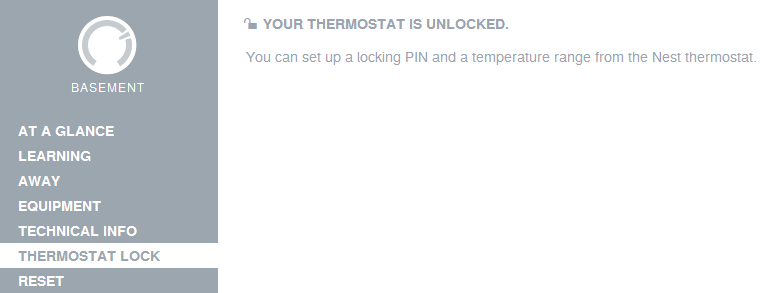 BASEMENT
AT A GLANCE
LEARNING
AWAY
EQUIPMENT
TECHNICAL INFO
THERMOSTAT LOCK
RESET
YOUR THERMOSTAT IS UNLOCKED.
You can set up a locking PIN and a temperature range from the Nest thermostat.